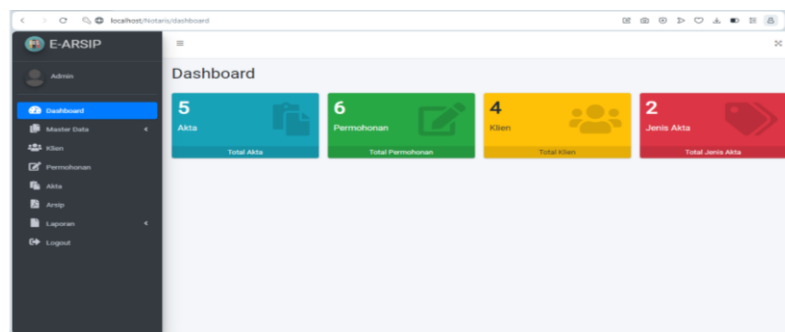 localhost/Notaris/dashboard
E-ARSIP
Admin
Dashboard
Master Data
Klien
Permohonan
Akta
Arsip
Laporan
Logout
Dashboard
5
Akta
Total Akta
6
Permohonan
Total Permohonan
4
Klien
Total Klien
2
Jenis Akta
Total Jenis Akta